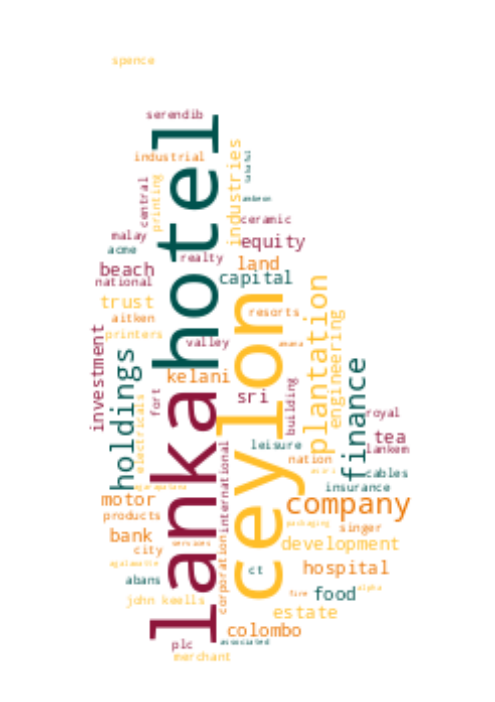 spence
serendib
hotel
industrial
industries
central
printing
ceramic
malay
equity
acme
realty
land
beach
capital
national
trust
resorts
plantation
aitken
engineering
printers
investment
valley
holdings
kelani
ceylon
lanka
fort
sri
building
finance
royal
electricals
tea
leisure
lankem
nation
international
cables
insurance
motor
company
products
packaging
singer
bank
services
development
city
corporation
ct
hospital
abans
food
alpha
fire
john keells
estate
colombo
plc
associated
merchant